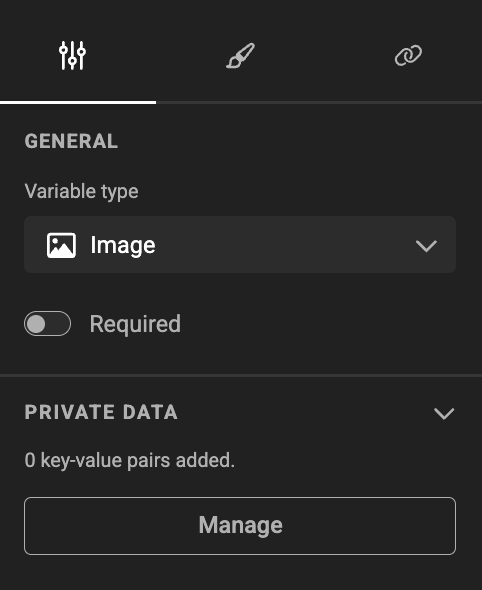 GENERAL
Variable type
Image
Required
PRIVATE DATA
0 key-value pairs added.
Manage